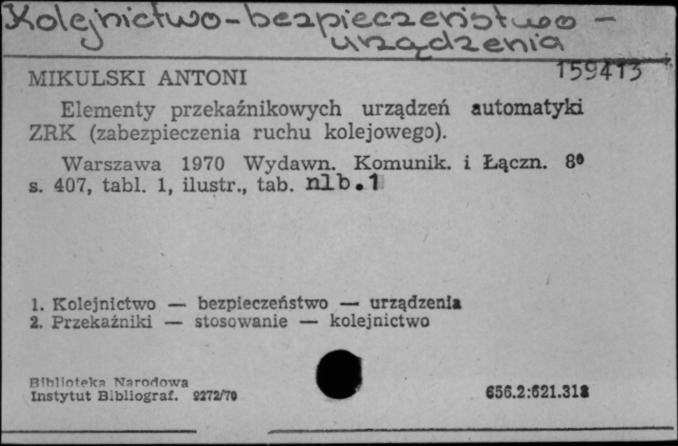 Kolejnictwo-bezpieczeństwo -
urządzenia
159413
MIKULSKI ANTONI
Elementy przekaźnikowych urządzeń automatyki
ZRK (zabezpieczenia ruchu kolejowego).
Warszawa 1970 Wydawn. Komunik. i Łączn. 8⁰
s. 407, tabl. 1, ilustr., tab. nlb.1
1. Kolejnictwo — bezpieczeństwo — urządzenia
2. Przekaźniki — stosowanie — kolejnictwo
Biblioteka Narodowa
Instytut Bibliograf. 9272/70
656.2:621.318